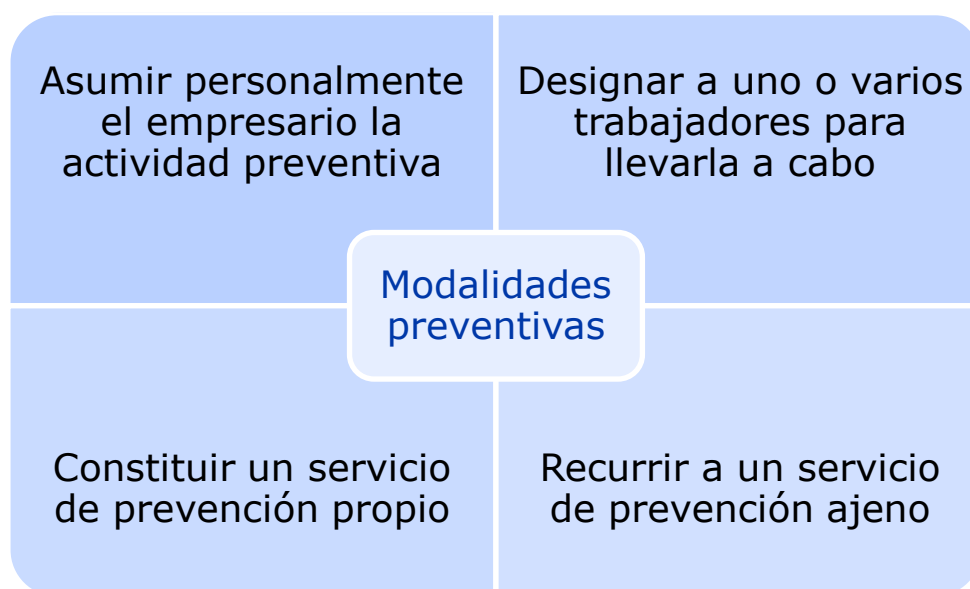 Asumir personalmente
el empresario la
actividad preventiva
Designar a uno o varios
trabajadores para
llevarla a cabo
Modalidades
preventivas
Constituir un servicio
de prevención propio
Recurrir a un servicio
de prevención ajeno